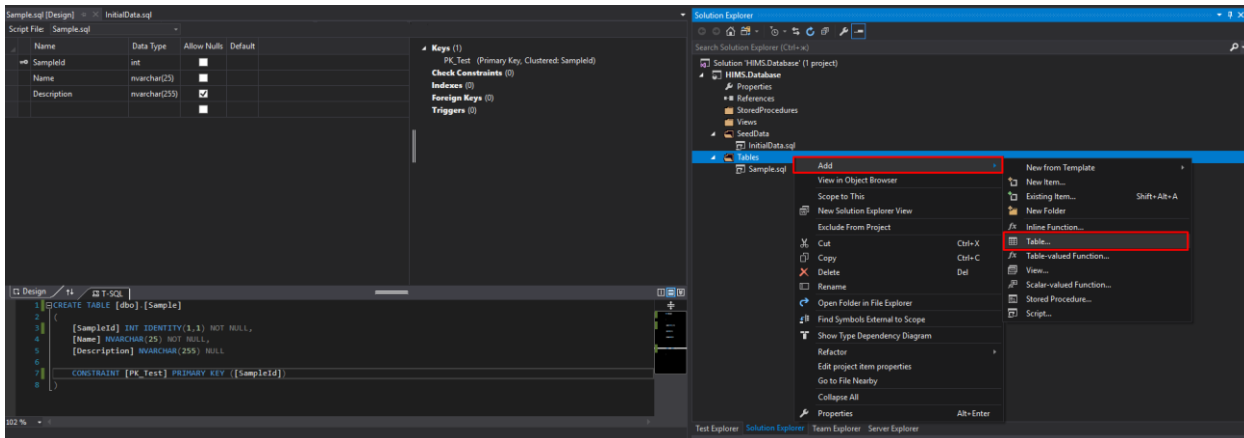 Sample.sql [Design]
InitialData.sql
Script File: Sample.sql
Name Data Type Allow Nulls Default
SampleId int
Name nvarchar(25)
Description nvarchar(255)
Keys (1)
PK_Test (Primary Key, Clustered: SampleId)
Check Constraints (0)
Indexes (0)
Foreign Keys (0)
Triggers (0)
Design
T-SQL
1 CREATE TABLE [dbo].[Sample]
2 (
3 [SampleId] INT IDENTITY(1,1) NOT NULL,
4 [Name] NVARCHAR(25) NOT NULL,
5 [Description] NVARCHAR(255) NULL
6
7 CONSTRAINT [PK_Test] PRIMARY KEY ([SampleId])
8 )
102 %
Solution Explorer
Search Solution Explorer (Ctrl+ж)
Solution 'HIMS.Database' (1 project)
HIMS.Database
Properties
References
StoredProcedures
Views
SeedData
InitialData.sql
Tables
Sample.sql
Add
View in Object Browser
Scope to This
New Solution Explorer View
Exclude From Project
Cut Ctrl+X
Copy Ctrl+C
Delete Del
Rename
Open Folder in File Explorer
Find Symbols External to Scope
Show Type Dependency Diagram
Refactor
Edit project item properties
Go to File Nearby
Collapse All
Properties Alt+Enter
New from Template
New Item...
Existing Item... Shift+Alt+A
New Folder
Inline Function...
Table...
Table-valued Function...
View...
Scalar-valued Function...
Stored Procedure...
Script...
Test Explorer Solution Explorer Team Explorer Server Explorer